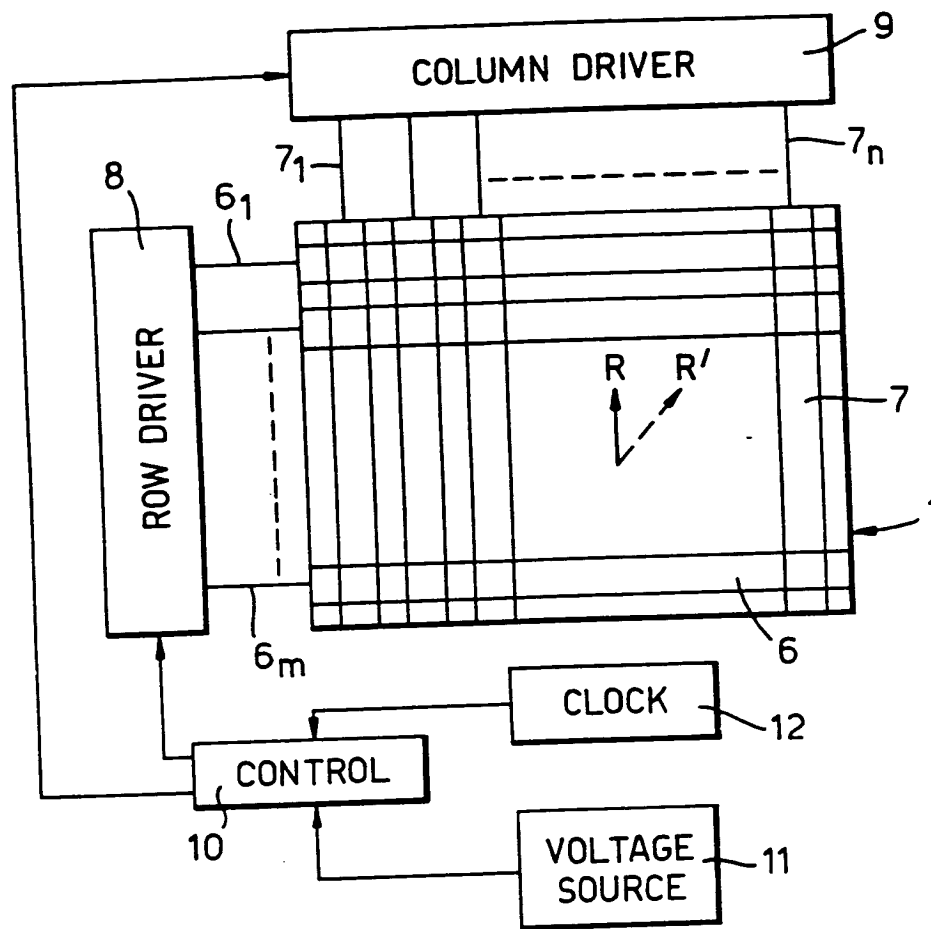 9
COLUMN DRIVER
7₁
7n
8
6₁
ROW DRIVER
R R'
7
6m
6
CLOCK
12
CONTROL
10
VOLTAGE
SOURCE
11